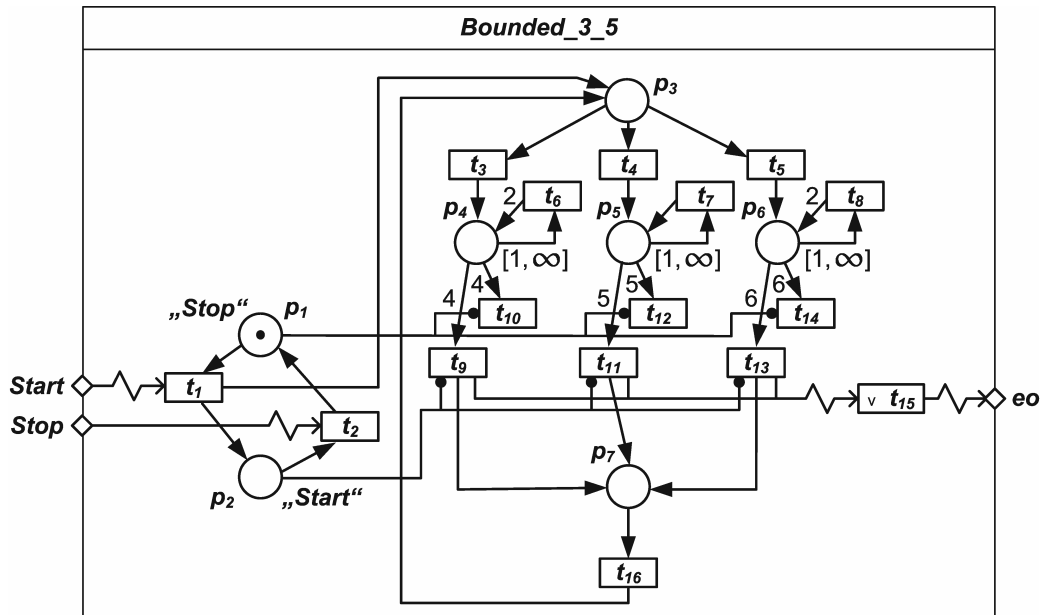 Bounded_3_5
p3
t3 t4 t5
p4 2 t6 p5 t7 p6 2 t8
[1, ∞] [1, ∞] [1, ∞]
4 4 5 5 6 6
„Stop“ p1 t10 t12 t14
t9 t11 t13
Start t1
v t15 eo
Stop t2
p7
p2 „Start“
t16